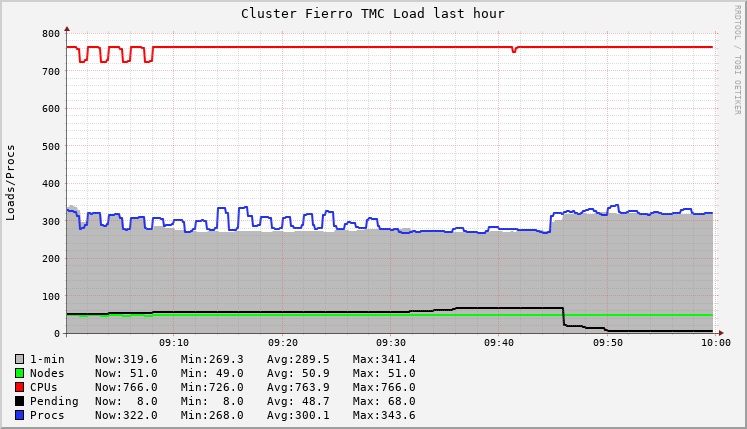 Cluster Fierro TMC Load last hour
RRDTOOL / TOBI OETIKER
Loads/Procs
800
700
600
500
400
300
200
100
0
09:10 09:20 09:30 09:40 09:50 10:00
1-min Now:319.6 Min:269.3 Avg:289.5 Max:341.4
Nodes Now: 51.0 Min: 49.0 Avg: 50.9 Max: 51.0
CPUs Now:766.0 Min:726.0 Avg:763.9 Max:766.0
Pending Now: 8.0 Min: 8.0 Avg: 48.7 Max: 68.0
Procs Now:322.0 Min:268.0 Avg:300.1 Max:343.6